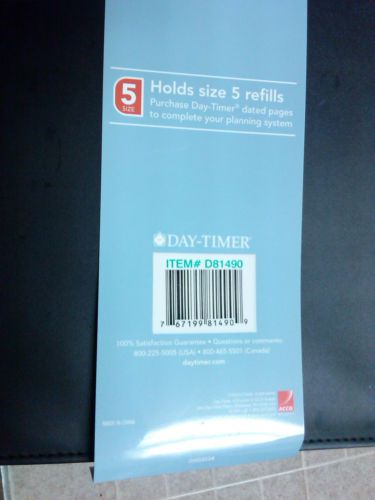 5
SIZE
Holds size 5 refills
Purchase Day-Timer® dated pages
to complete your planning system
DAY-TIMER®
ITEM# D81490
7 67199 81490 9
100% Satisfaction Guarantee • Questions or comments:
800-225-5005 (USA) • 800-465-5501 (Canada)
daytimer.com
MADE IN CHINA
ACCO